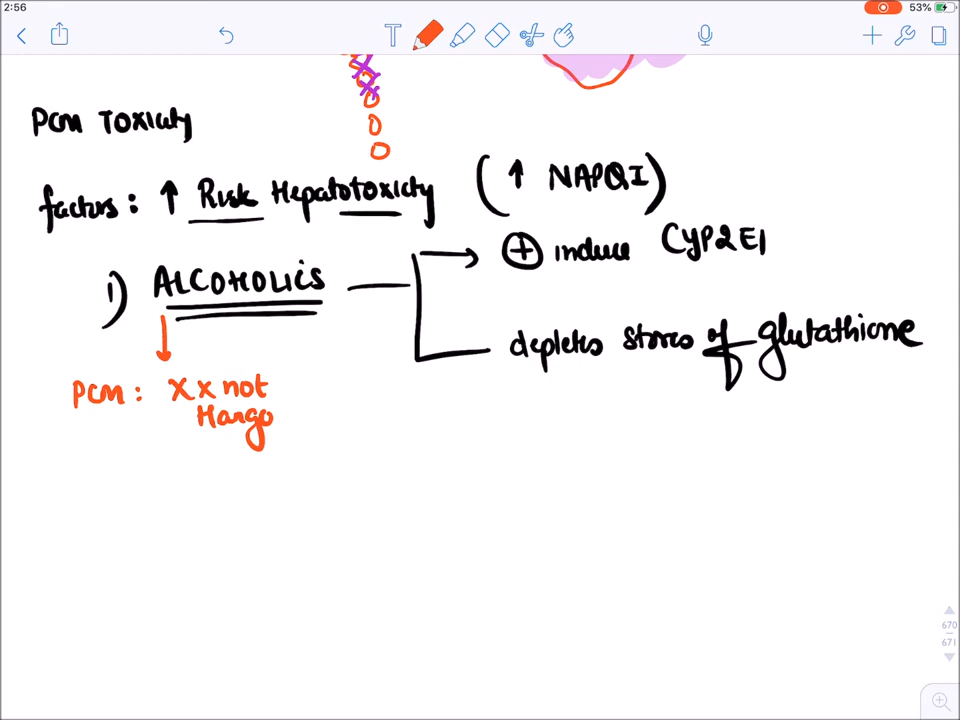 2:56
53%
T
PCM TOXICITY
factors: ↑ Risk Hepatotoxicity (↑ NAPQI)
1) ALCOHOLICS
⊕ induce CYP2E1
depletes stores of glutathione
PCM: X x not
Hango
670
671